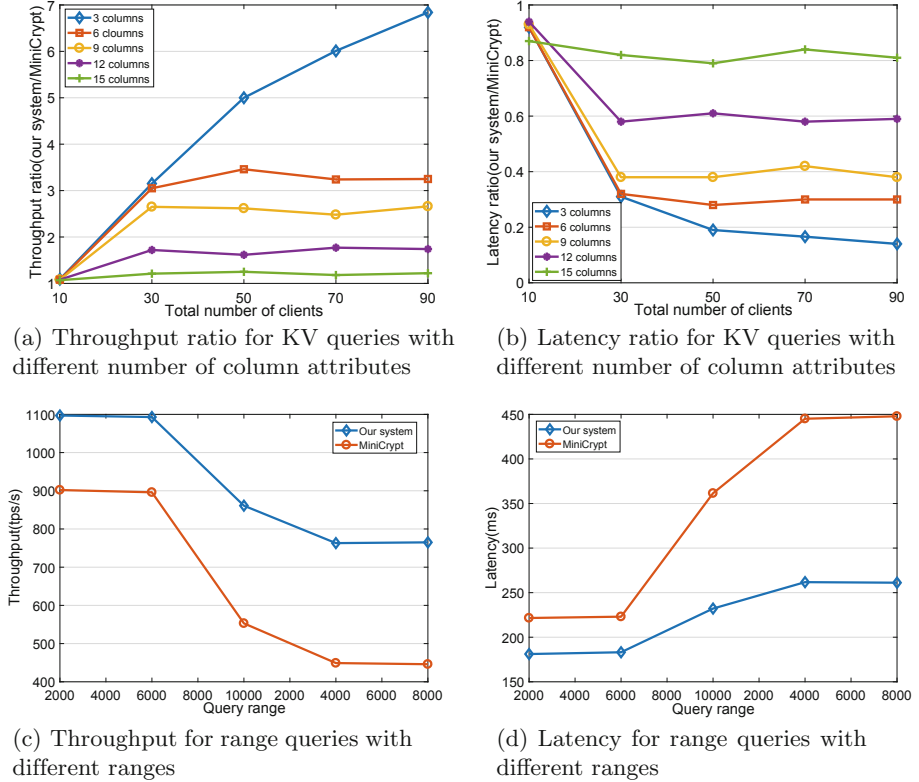 7
6
5
4
3
2
1
Throughput ratio(our system/MiniCrypt)
3 columns
6 cloumns
9 columns
12 columns
15 columns
10 30 50 70 90
Total number of clients
(a) Throughput ratio for KV queries with
different number of column attributes
1
0.8
0.6
0.4
0.2
0
Latency ratio(our system/MiniCrypt)
3 columns
6 columns
9 columns
12 columns
15 columns
10 30 50 70 90
Total number of clients
(b) Latency ratio for KV queries with
different number of column attributes
1100
1000
900
800
700
600
500
400
Throughput(tps/s)
Our system
MiniCrypt
2000 4000 6000 8000 10000 2000 4000 6000 8000
Query range
(c) Throughput for range queries with
different ranges
450
400
350
300
250
200
150
Latency(ms)
Our system
MiniCrypt
2000 4000 6000 8000 10000 2000 4000 6000 8000
Query range
(d) Latency for range queries with
different ranges